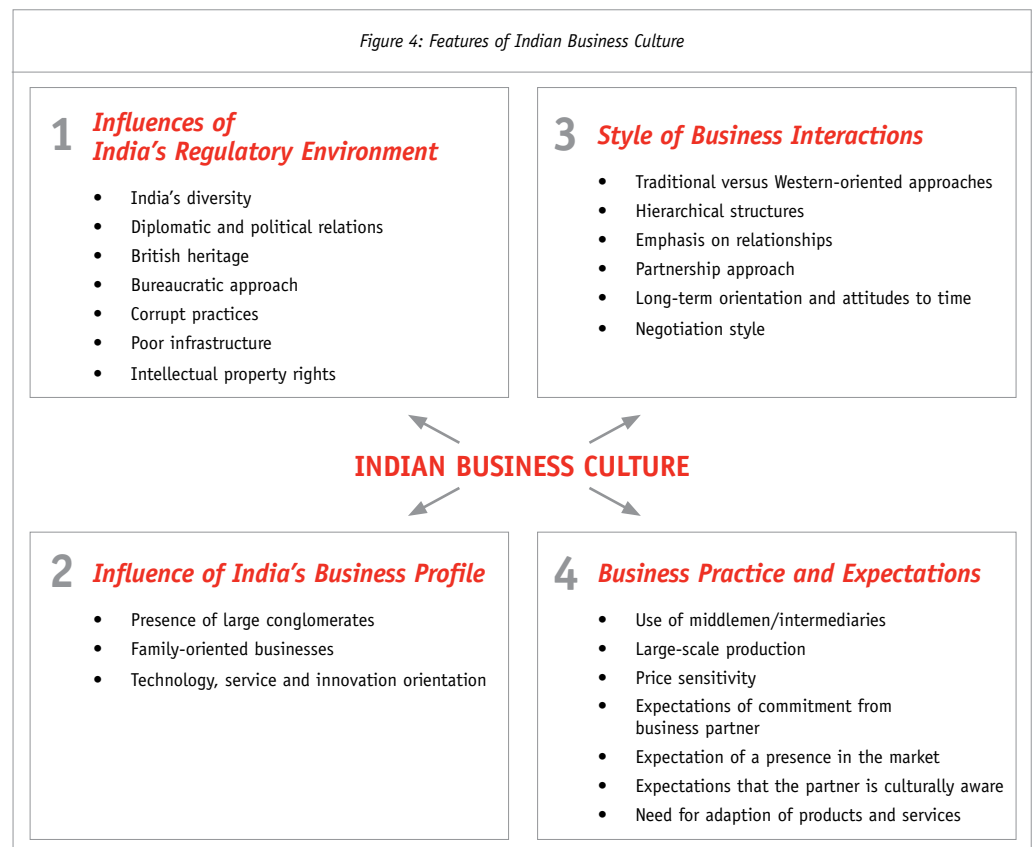 Figure 4: Features of Indian Business Culture
1 Influences of
India's Regulatory Environment
• India's diversity
• Diplomatic and political relations
• British heritage
• Bureaucratic approach
• Corrupt practices
• Poor infrastructure
• Intellectual property rights
3 Style of Business Interactions
• Traditional versus Western-oriented approaches
• Hierarchical structures
• Emphasis on relationships
• Partnership approach
• Long-term orientation and attitudes to time
• Negotiation style
INDIAN BUSINESS CULTURE
2 Influence of India's Business Profile
• Presence of large conglomerates
• Family-oriented businesses
• Technology, service and innovation orientation
4 Business Practice and Expectations
• Use of middlemen/intermediaries
• Large-scale production
• Price sensitivity
• Expectations of commitment from
business partner
• Expectation of a presence in the market
• Expectations that the partner is culturally aware
• Need for adaption of products and services